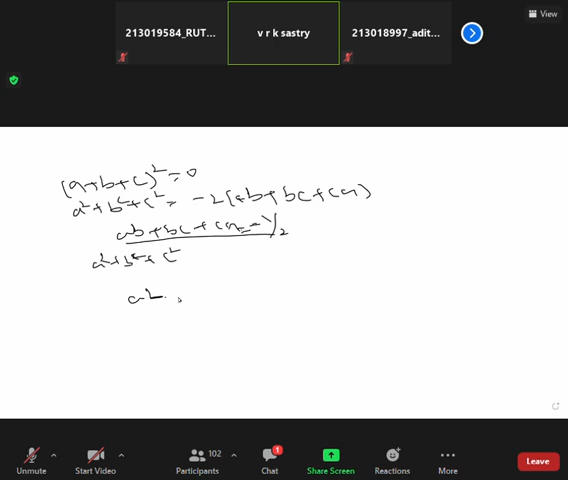 View
213019584_RUT...
v r k sastry
213018997_adit...
(a+b+c)² = 0
a²+b²+c² = -2(ab+bc+ca)
ab+bc+ca = -1/2
a²+b²+c²
a²
102
1
Unmute
Start Video
Participants
Chat
Share Screen
Reactions
More
Leave